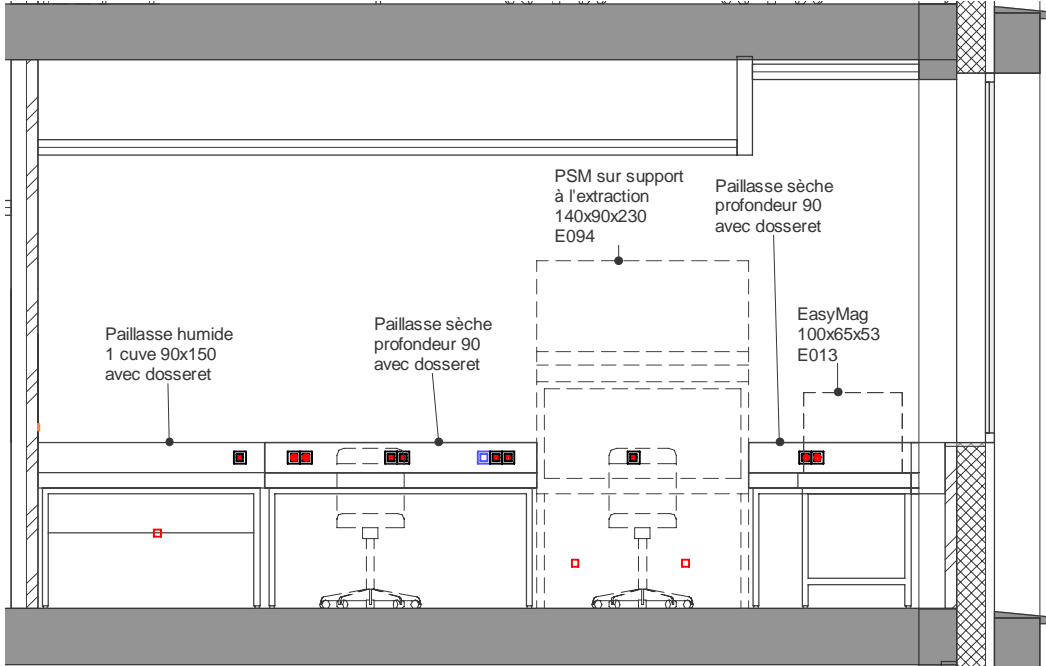 PSM sur support
à l'extraction
140x90x230
E094
Paillasse sèche
profondeur 90
avec dosseret
EasyMag
100x65x53
E013
Paillasse sèche
profondeur 90
avec dosseret
Paillasse humide
1 cuve 90x150
avec dosseret